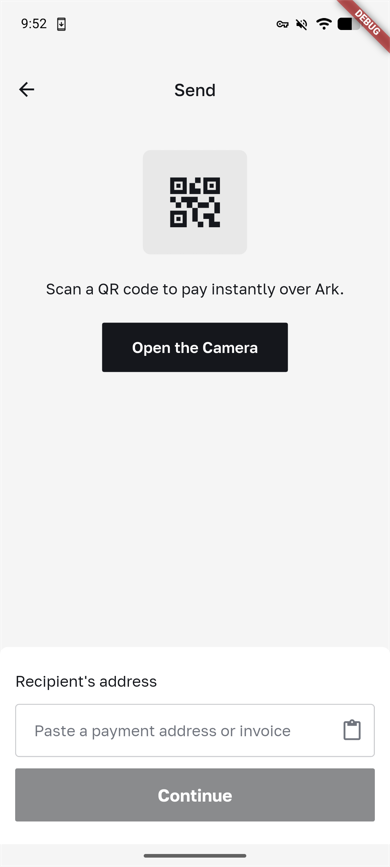 9:52
DEBUG
Send
Scan a QR code to pay instantly over Ark.
Open the Camera
Recipient's address
Paste a payment address or invoice
Continue